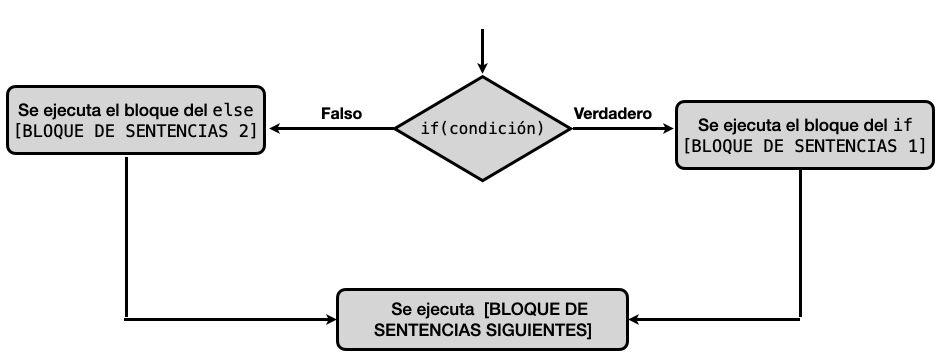 Se ejecuta el bloque del else
[BLOQUE DE SENTENCIAS 2]
Falso
if(condición)
Verdadero
Se ejecuta el bloque del if
[BLOQUE DE SENTENCIAS 1]
Se ejecuta [BLOQUE DE
SENTENCIAS SIGUIENTES]